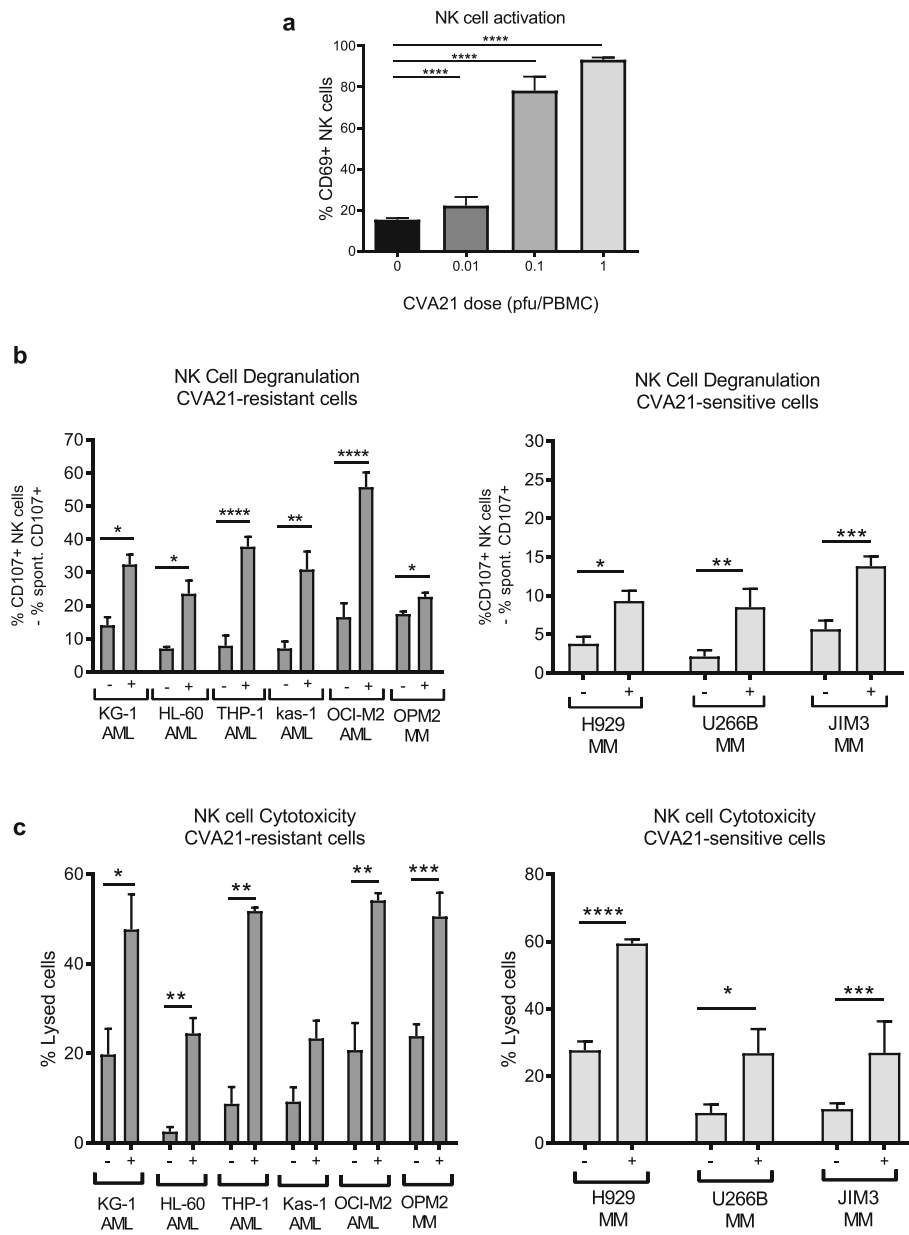 a
NK cell activation
****
****
****
% CD69+ NK cells
100
80
60
40
20
0
0 0.01 0.1 1
CVA21 dose (pfu/PBMC)
b
NK Cell Degranulation
CVA21-resistant cells
% CD107+ NK cells
- % spont. CD107+
70
60
50
40
30
20
10
0
* * **** ** **** *
- + - + - + - + - + - +
KG-1 HL-60 THP-1 kas-1 OCI-M2 OPM2
AML AML AML AML AML MM
NK Cell Degranulation
CVA21-sensitive cells
%CD107+ NK cells
- % spont. CD107+
30
25
20
15
10
5
0
* ** ***
- + - + - +
H929 U266B JIM3
MM MM MM
c
NK cell Cytotoxicity
CVA21-resistant cells
% Lysed cells
60
40
20
0
* ** ** ** ***
- + - + - + - + - + - +
KG-1 HL-60 THP-1 Kas-1 OCI-M2 OPM2
AML AML AML AML AML MM
NK cell Cytotoxicity
CVA21-sensitive cells
% Lysed cells
80
60
40
20
0
**** * ***
- + - + - +
H929 U266B JIM3
MM MM MM